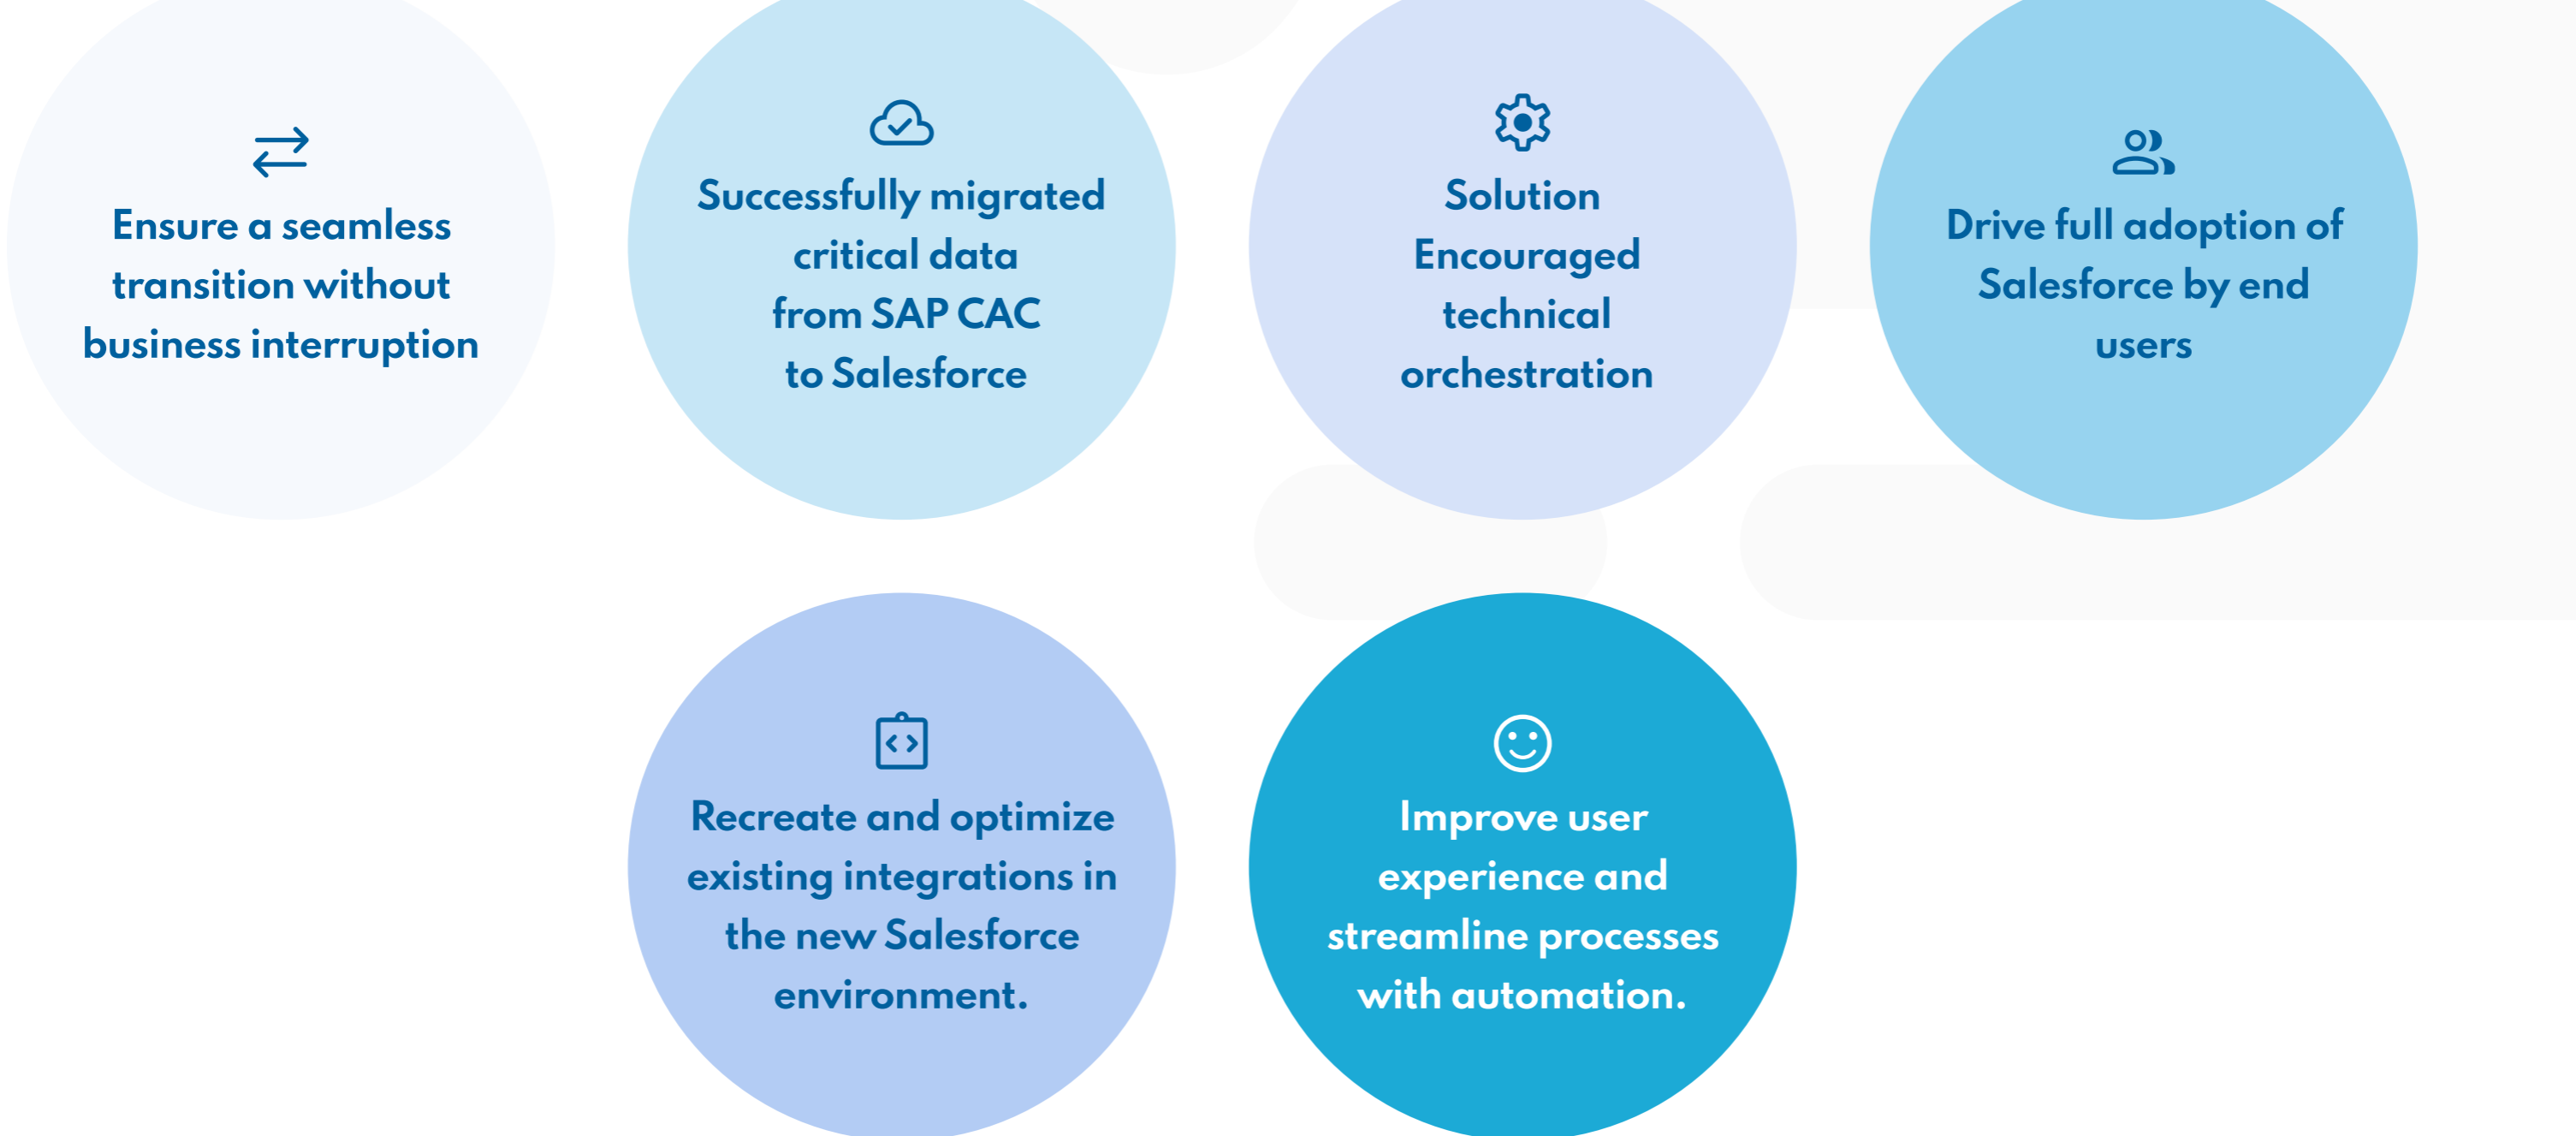 Ensure a seamless
transition without
business interruption
Successfully migrated
critical data
from SAP CAC
to Salesforce
Solution
Encouraged
technical
orchestration
Drive full adoption of
Salesforce by end
users
Recreate and optimize
existing integrations in
the new Salesforce
environment.
Improve user
experience and
streamline processes
with automation.